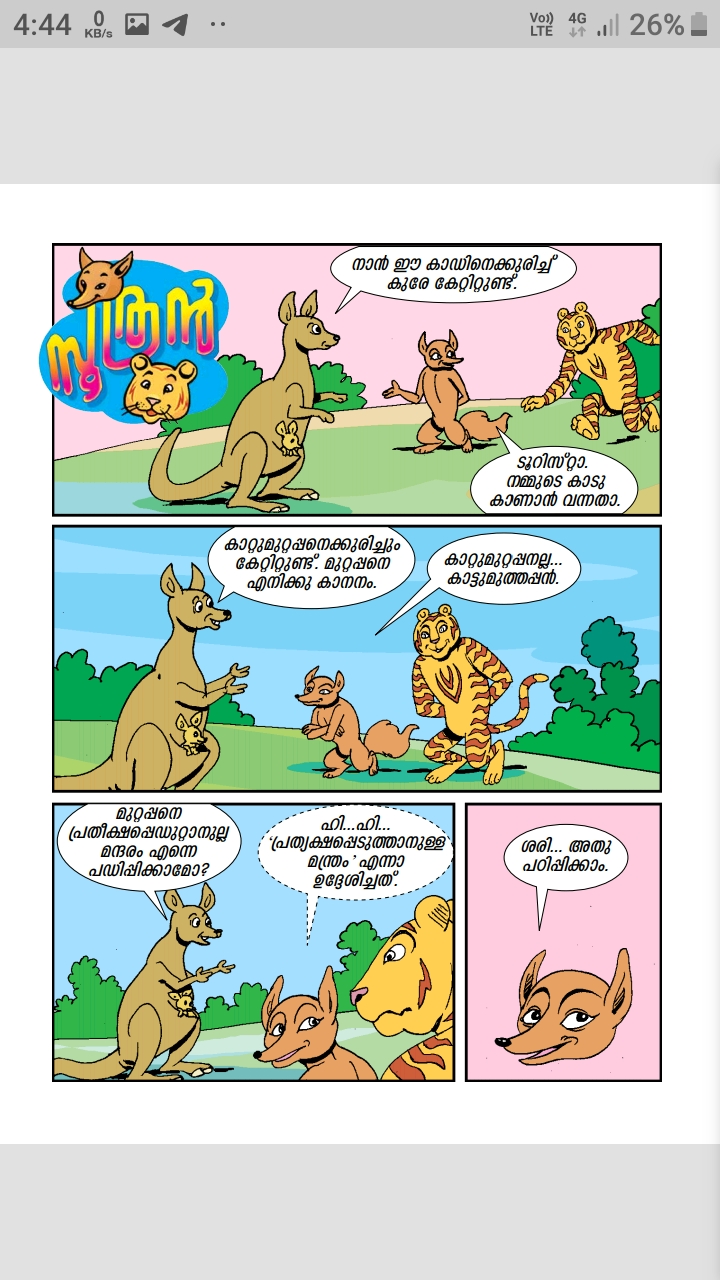 4:44 0 KB/s Vo)) LTE 4G 26%
സൂത്രൻ
നാൻ ഈ കാഡിനെക്കുരിച്ച്
കുരേ കേറ്റിറ്റുണ്ട്.
ടൂറിസ്റ്റാ.
നമ്മുടെ കാടു
കാണാൻ വന്നതാ.
കാറ്റുമുറ്റപ്പനെക്കുരിച്ചും
കേറ്റിറ്റുണ്ട്. മുറ്റപ്പനെ
എനിക്കു കാനനം.
കാറ്റുമുറ്റപ്പനല്ല...
കാട്ടുമുത്തപ്പൻ.
മുറ്റപ്പനെ
പ്രതീക്ഷപ്പെഡുറ്റാനുല്ല
മന്ദരം എന്നെ
പഡിപ്പിക്കാമോ?
ഹി...ഹി...
‘പ്രത്യക്ഷപ്പെടുത്താനുള്ള
മന്ത്രം’ എന്നാ
ഉദ്ദേശിച്ചത്.
ശരി... അതു
പഠിപ്പിക്കാം.